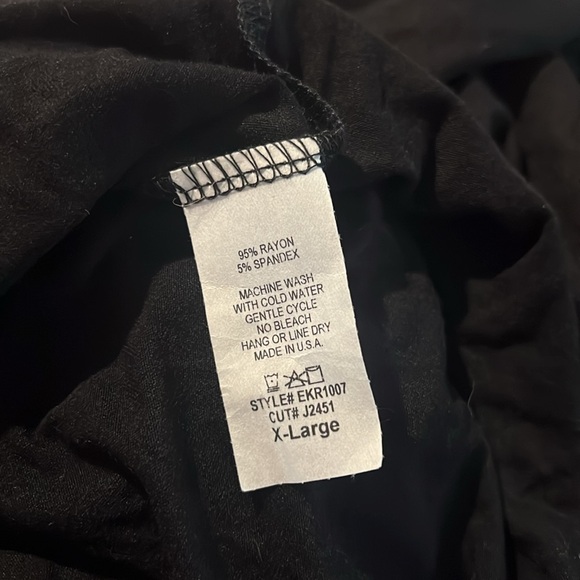 95% RAYON
5% SPANDEX
MACHINE WASH
WITH COLD WATER
GENTLE CYCLE
NO BLEACH
HANG OR LINE DRY
MADE IN U.S.A.
STYLE# EKR1007
CUT# J2451
X-Large